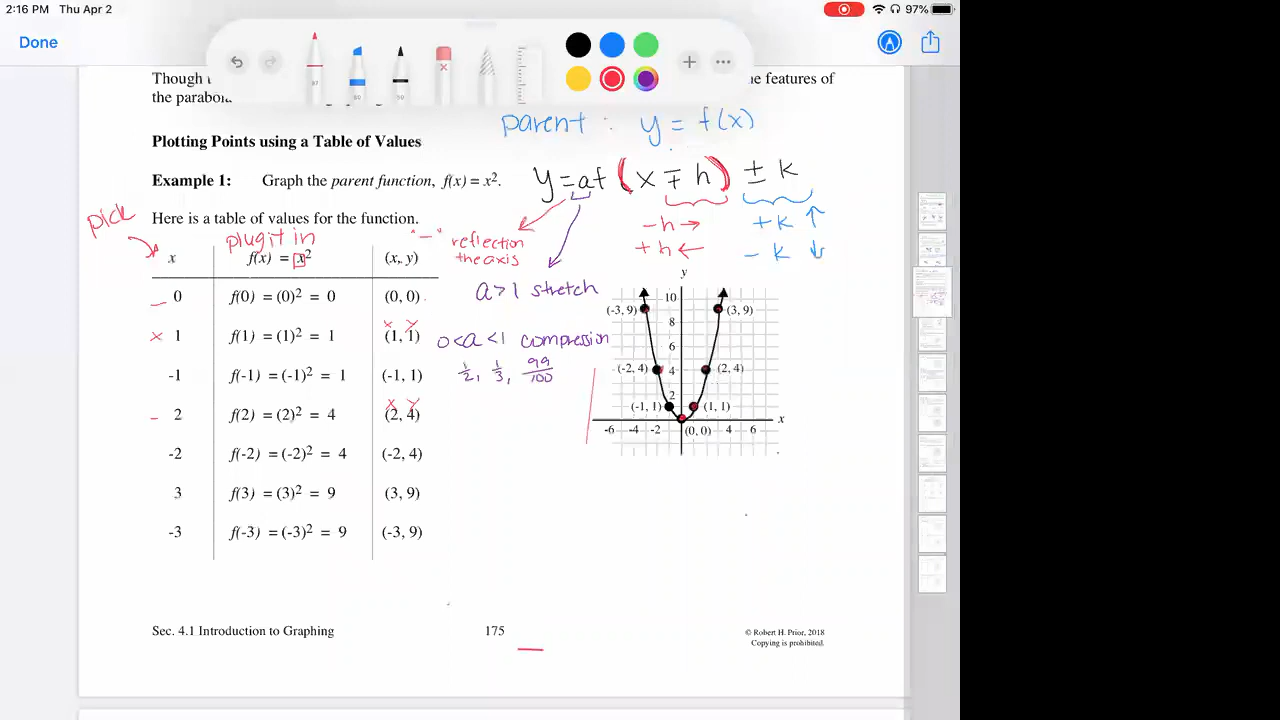 2:16 PM Thu Apr 2
97%
Done
97
80
50
Though
e features of
the parabola
parent : y = f(x)
Plotting Points using a Table of Values
y = af (x ∓ h) ± k
Example 1: Graph the parent function, f(x) = x².
pick
Here is a table of values for the function.
-h → +k ↑
+h ← - k ↓
plug it in
"-" reflection
the axis
x f(x) = x² (x, y)
a > 1 stretch
0 < a < 1 compression
1/2, 1/3, 99/100
– 0 f(0) = (0)² = 0 (0, 0)
x y
x 1 f(1) = (1)² = 1 (1, 1)
-1 f(-1) = (-1)² = 1 (-1, 1)
x y
– 2 f(2) = (2)² = 4 (2, 4)
-2 f(-2) = (-2)² = 4 (-2, 4)
3 f(3) = (3)² = 9 (3, 9)
-3 f(-3) = (-3)² = 9 (-3, 9)
y
10
(-3, 9) (3, 9)
8
6
(-2, 4) 4 (2, 4)
2
(-1, 1) (1, 1)
x
-6 -4 -2 (0, 0) 4 6
Sec. 4.1 Introduction to Graphing 175 © Robert H. Prior, 2018
Copying is prohibited.